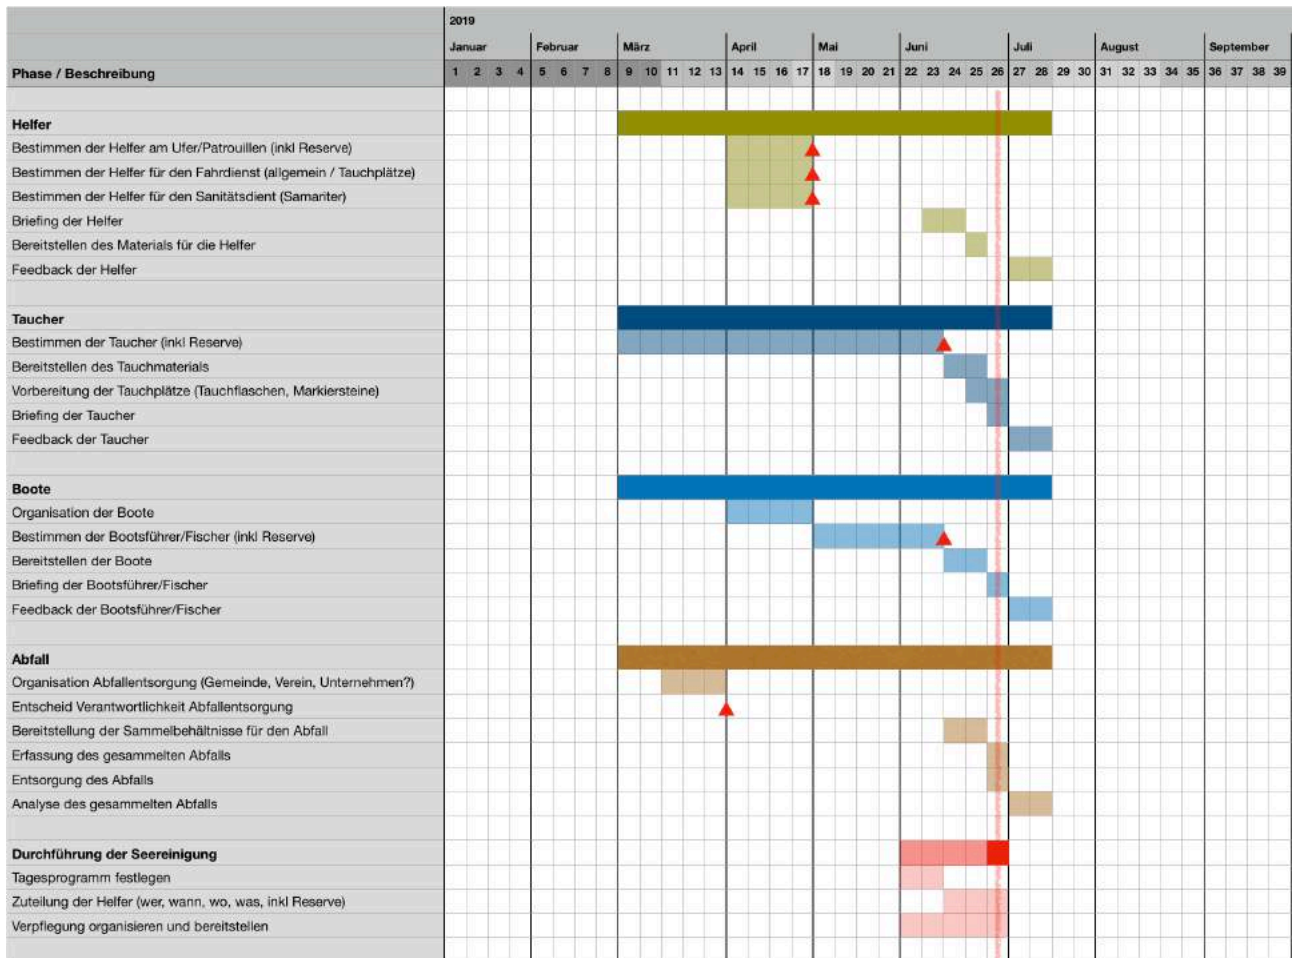 2019
Januar Februar März April Mai Juni Juli August September
Phase / Beschreibung 1 2 3 4 5 6 7 8 9 10 11 12 13 14 15 16 17 18 19 20 21 22 23 24 25 26 27 28 29 30 31 32 33 34 35 36 37 38 39
Helfer
Bestimmen der Helfer am Ufer/Patrouillen (inkl Reserve)
Bestimmen der Helfer für den Fahrdienst (allgemein / Tauchplätze)
Bestimmen der Helfer für den Sanitätsdient (Samariter)
Briefing der Helfer
Bereitstellen des Materials für die Helfer
Feedback der Helfer
Taucher
Bestimmen der Taucher (inkl Reserve)
Bereitstellen des Tauchmaterials
Vorbereitung der Tauchplätze (Tauchflaschen, Markiersteine)
Briefing der Taucher
Feedback der Taucher
Boote
Organisation der Boote
Bestimmen der Bootsführer/Fischer (inkl Reserve)
Bereitstellen der Boote
Briefing der Bootsführer/Fischer
Feedback der Bootsführer/Fischer
Abfall
Organisation Abfallentsorgung (Gemeinde, Verein, Unternehmen?)
Entscheid Verantwortlichkeit Abfallentsorgung
Bereitstellung der Sammelbehältnisse für den Abfall
Erfassung des gesammelten Abfalls
Entsorgung des Abfalls
Analyse des gesammelten Abfalls
Durchführung der Seereinigung
Tagesprogramm festlegen
Zuteilung der Helfer (wer, wann, wo, was, inkl Reserve)
Verpflegung organisieren und bereitstellen